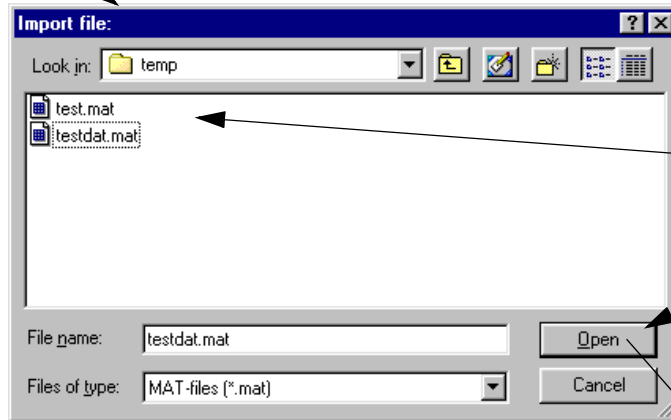 Import file:
Look in: temp
test.mat
testdat.mat
File name: testdat.mat Open
Files of type: MAT-files (*.mat) Cancel